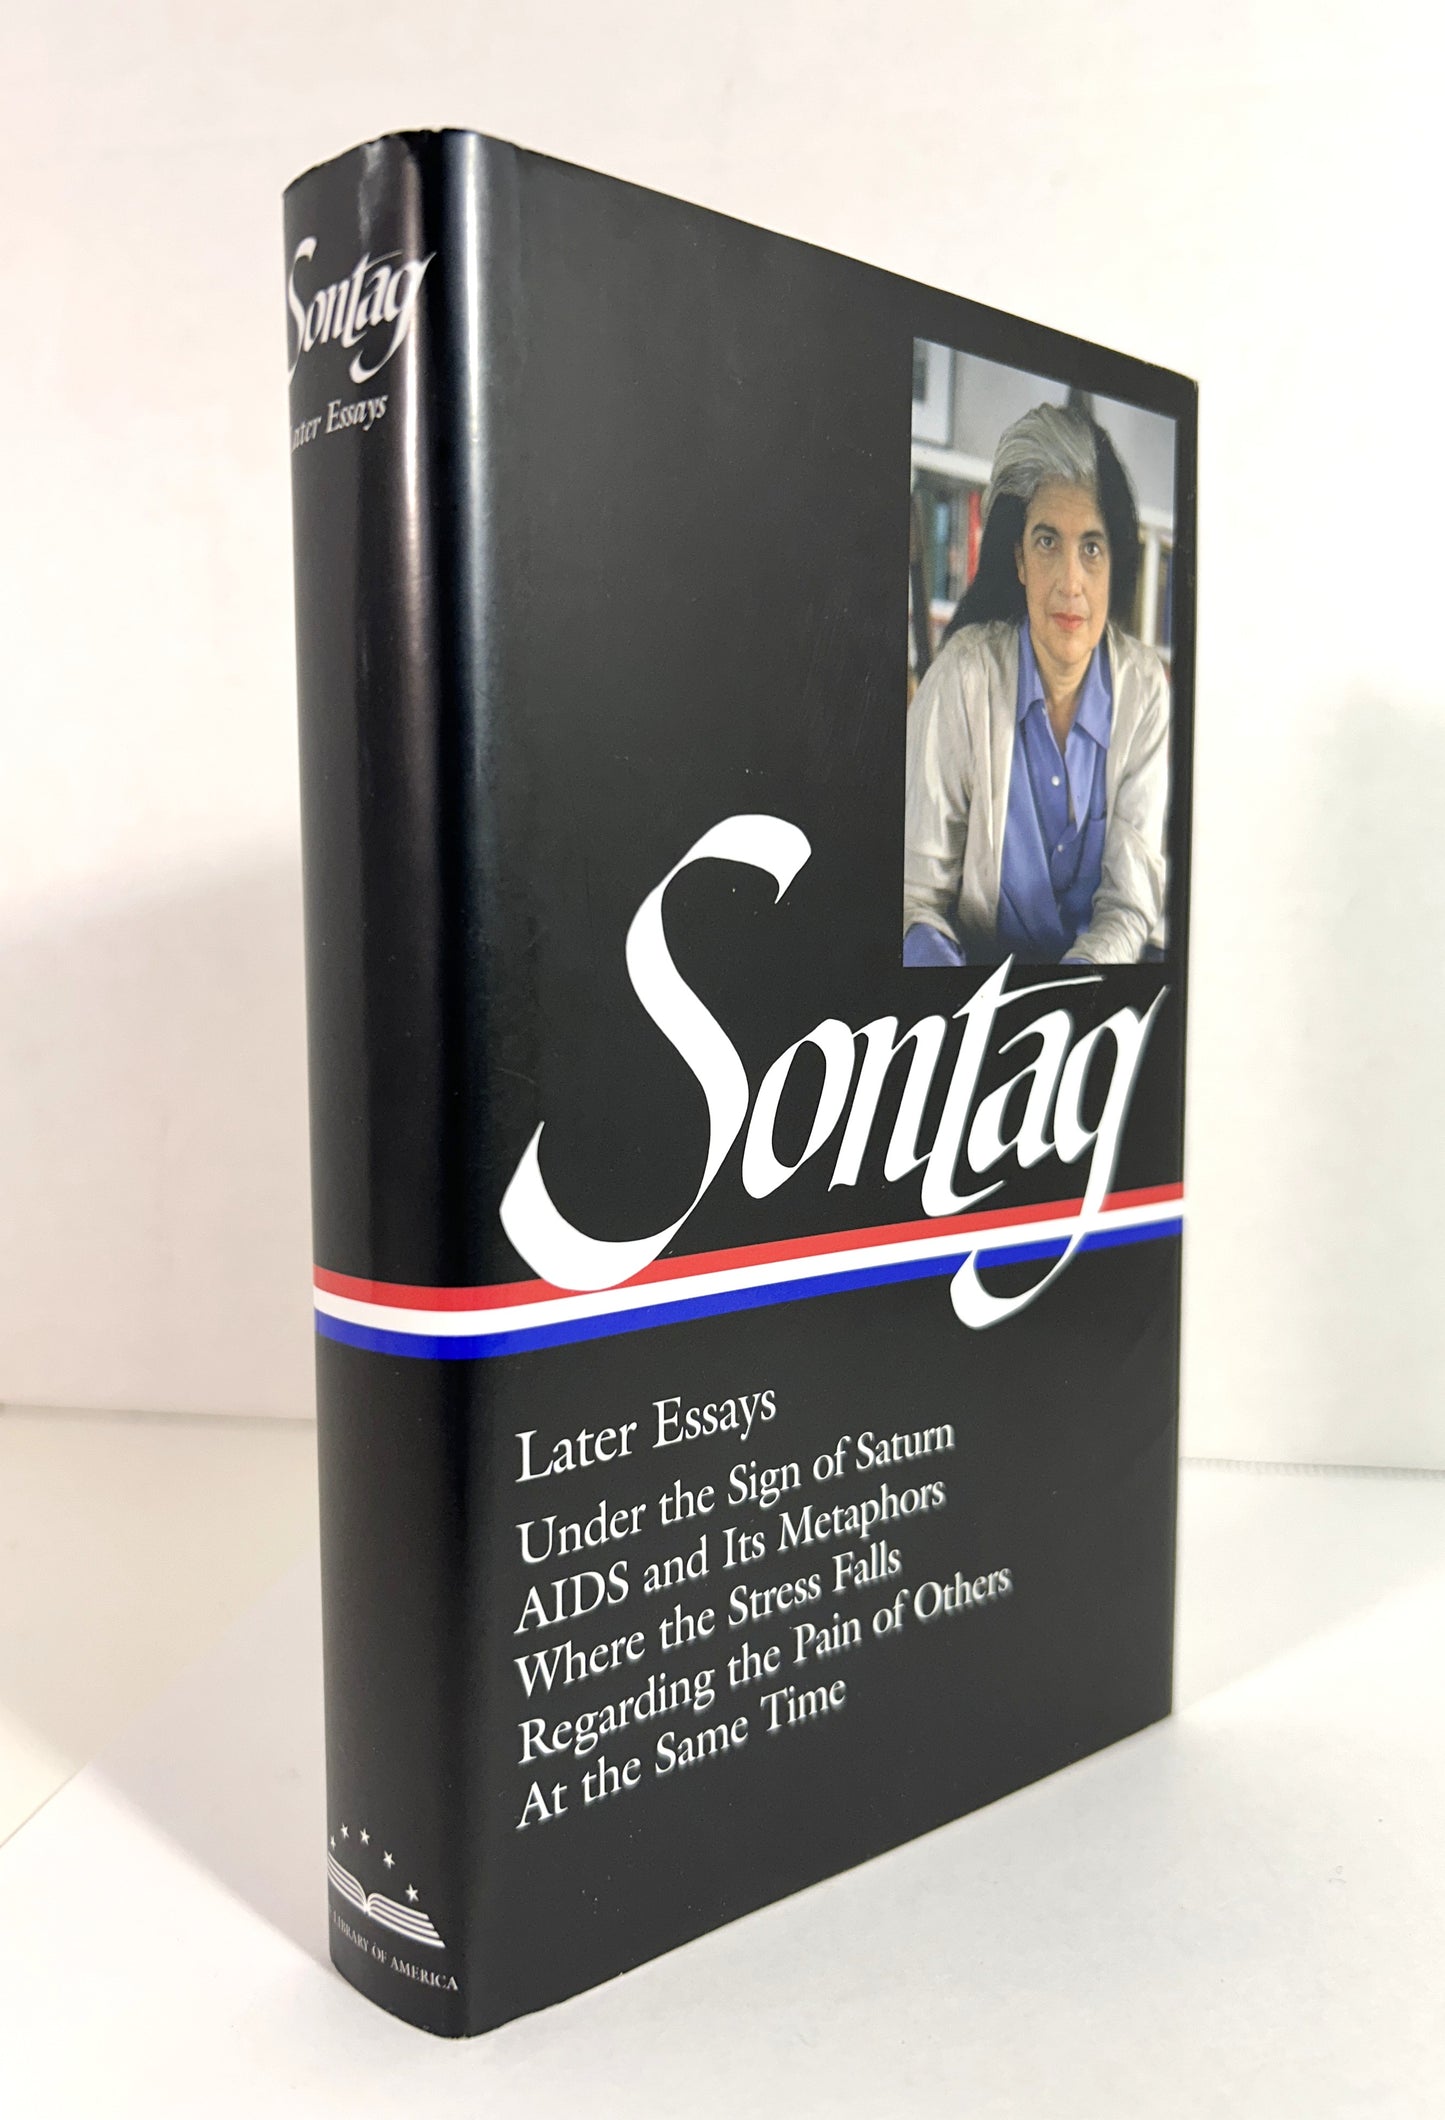 Sontag
Later Essays
Sontag
Later Essays
Under the Sign of Saturn
AIDS and Its Metaphors
Where the Stress Falls
Regarding the Pain of Others
At the Same Time
LIBRARY OF AMERICA